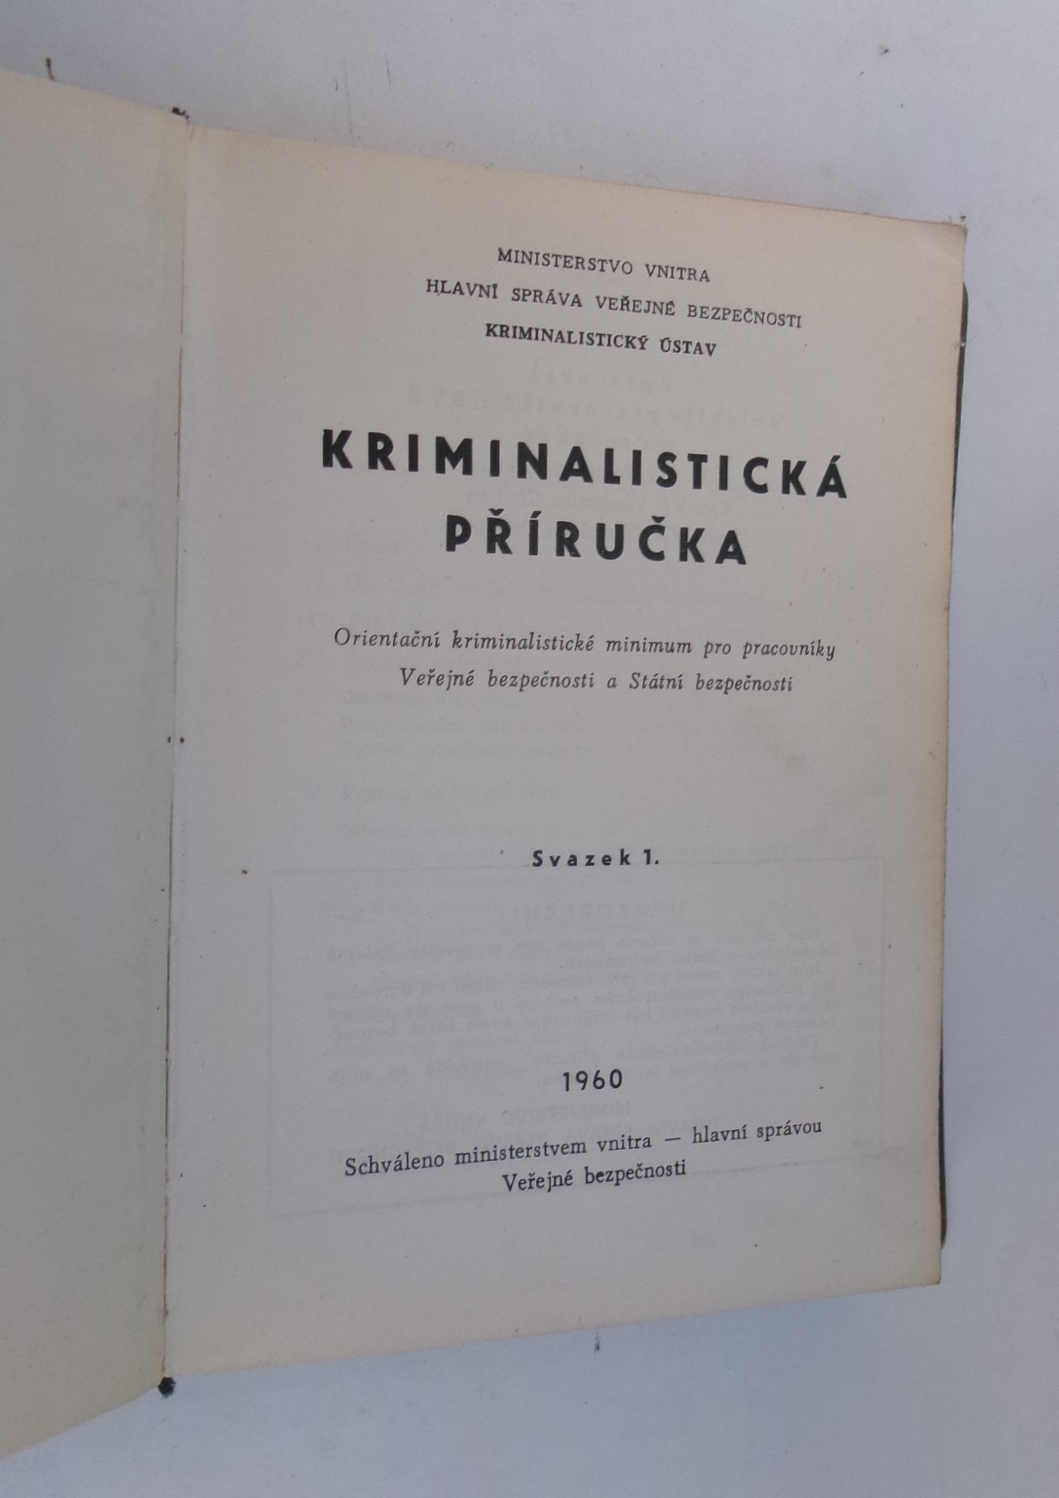 MINISTERSTVO VNITRA
HLAVNÍ SPRÁVA VEŘEJNÉ BEZPEČNOSTI
KRIMINALISTICKÝ ÚSTAV
KRIMINALISTICKÁ
PŘÍRUČKA
Orientační kriminalistické minimum pro pracovníky
Veřejné bezpečnosti a Státní bezpečnosti
Svazek 1.
1960
Schváleno ministerstvem vnitra — hlavní správou
Veřejné bezpečnosti